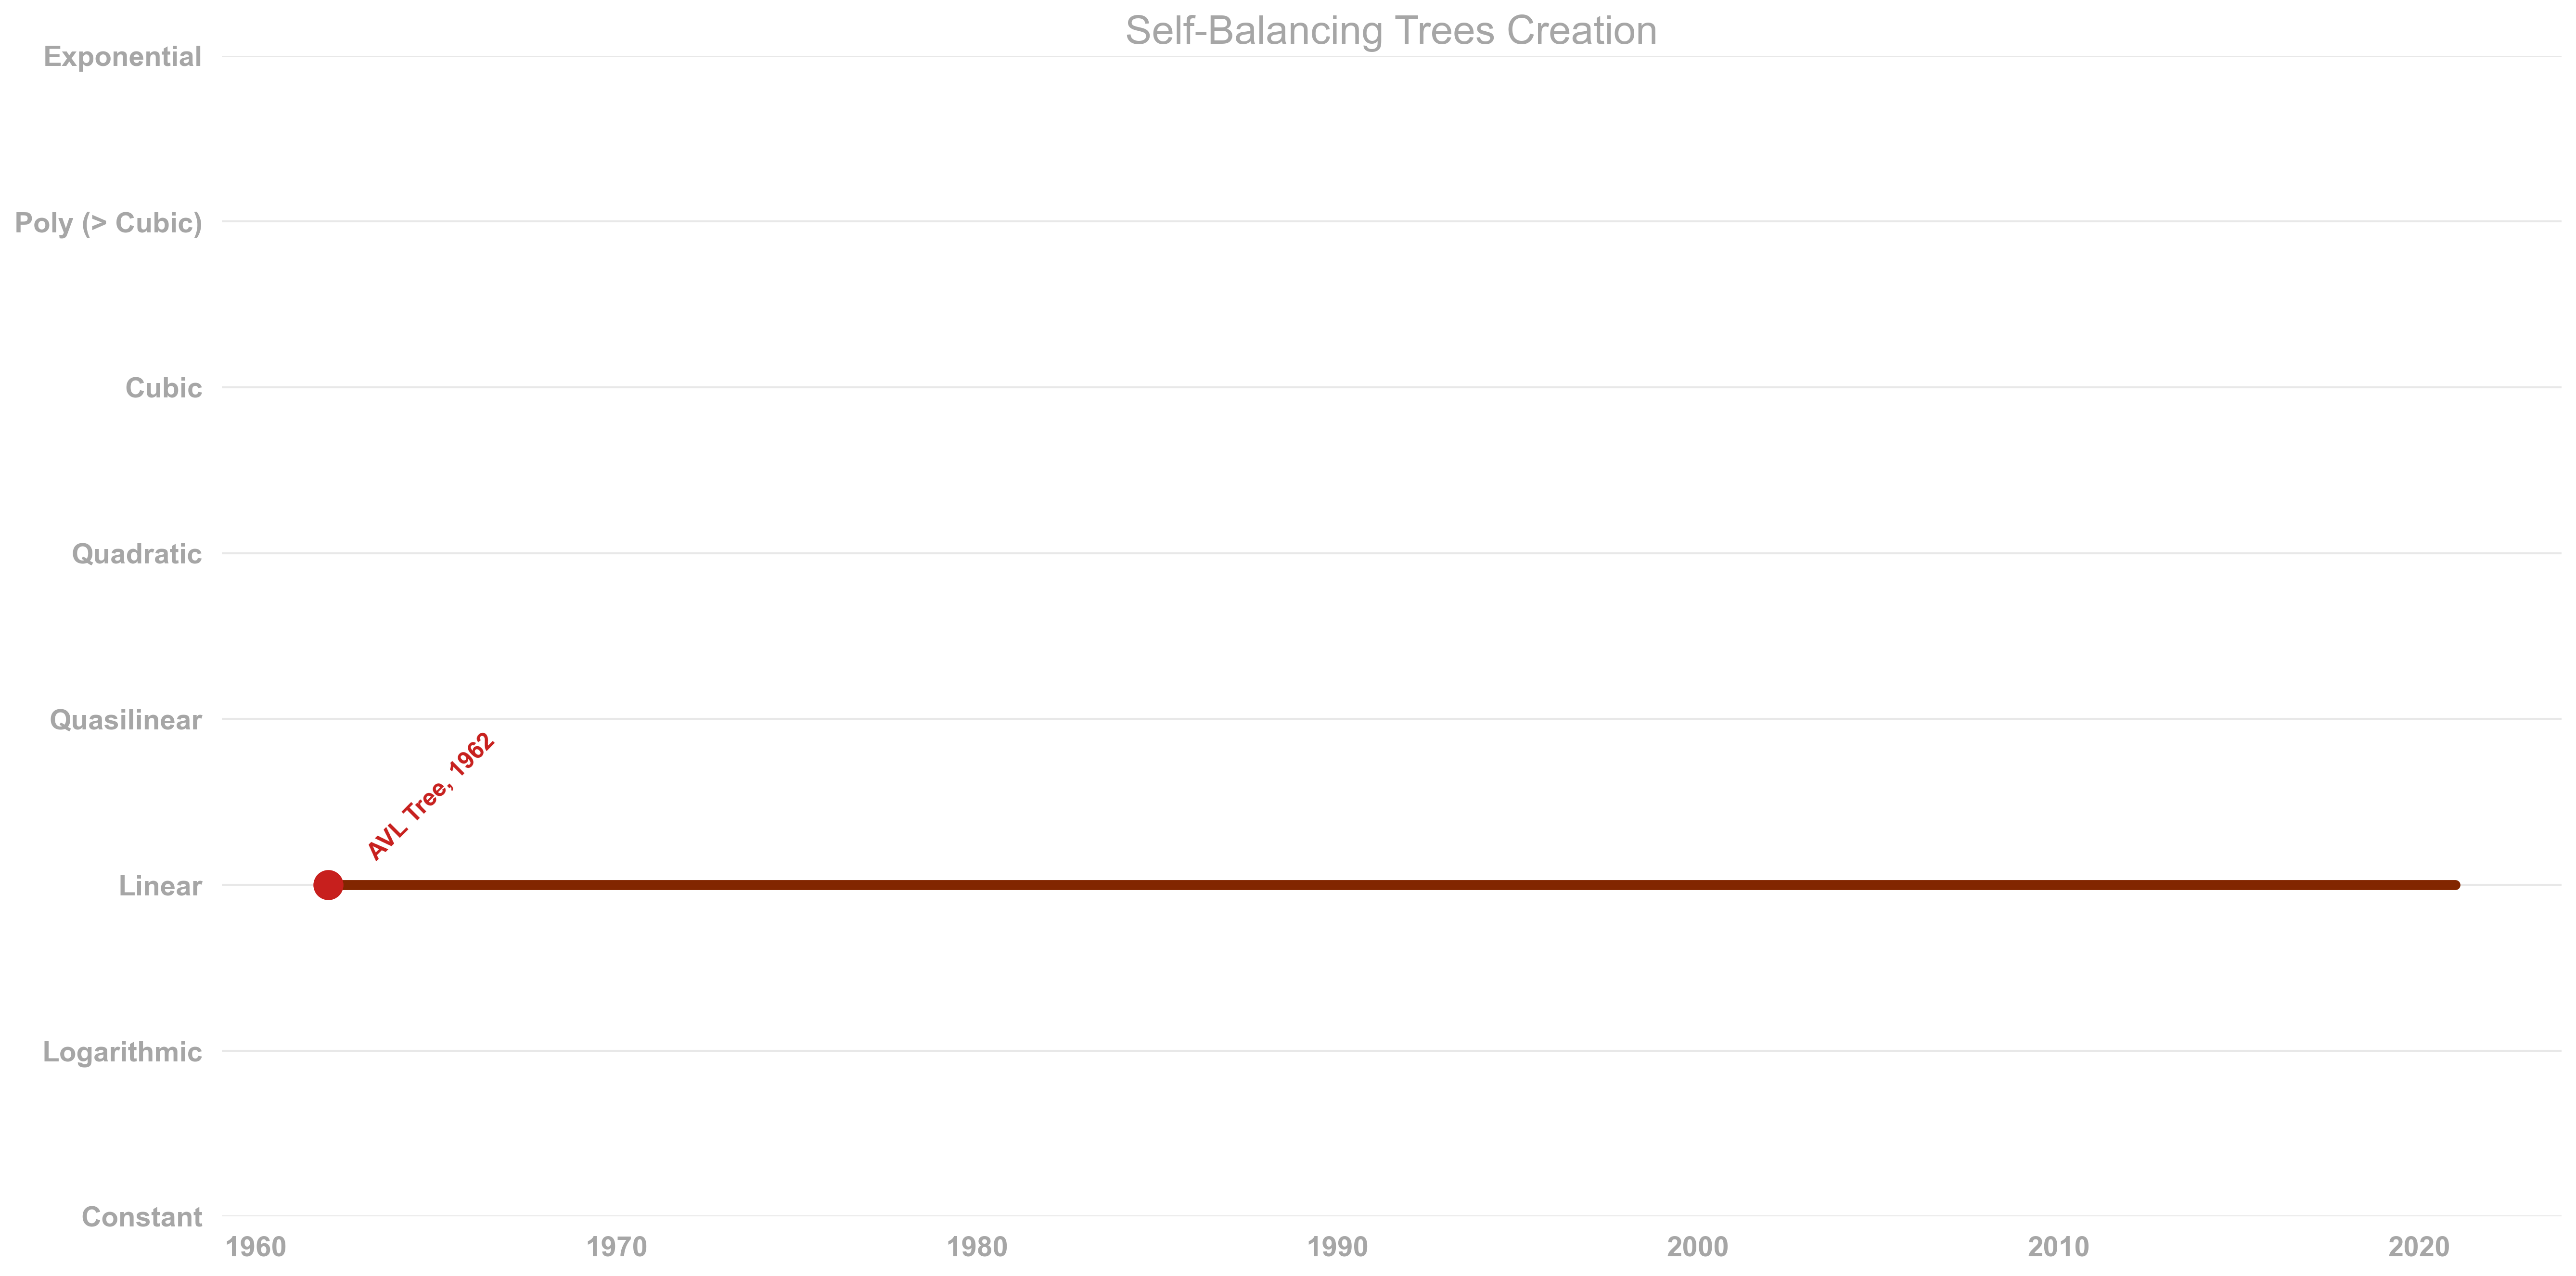 Self-Balancing Trees Creation
Exponential
Poly (> Cubic)
Cubic
Quadratic
Quasilinear
AVL Tree, 1962
Linear
Logarithmic
Constant
1960 1970 1980 1990 2000 2010 2020